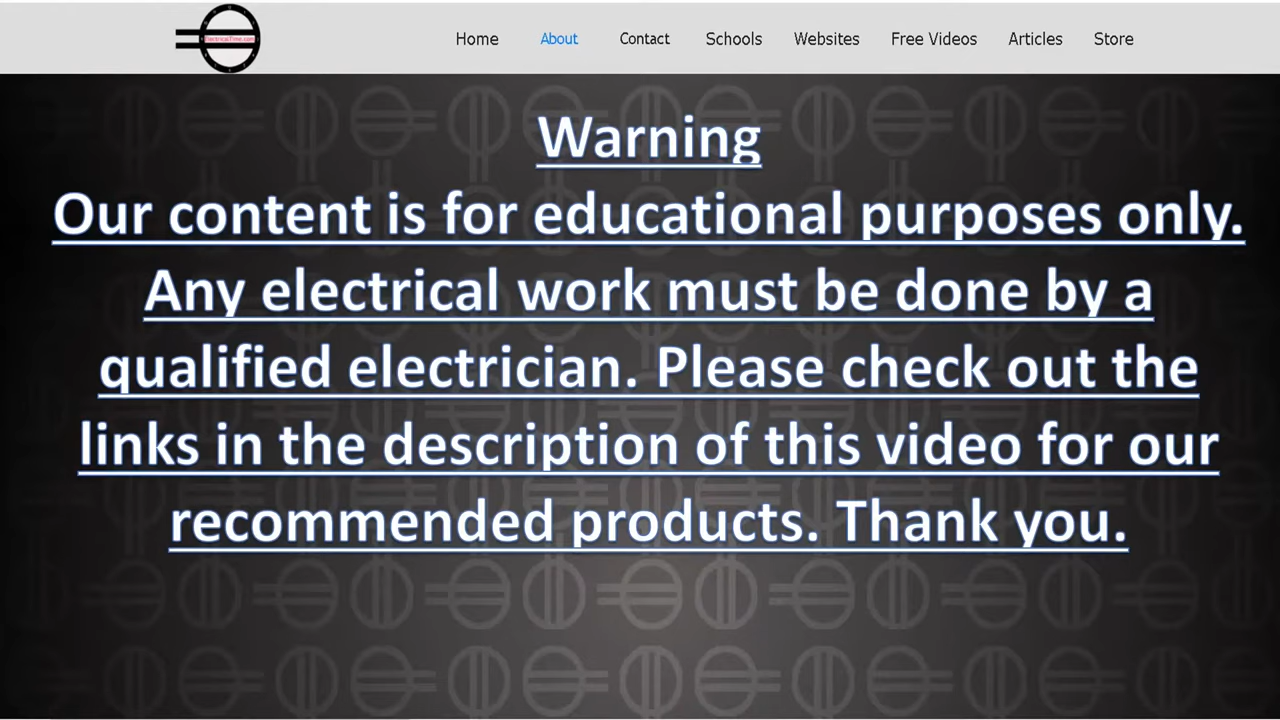 ElectricalTime.com
Home About Contact Schools Websites Free Videos Articles Store
Warning
Our content is for educational purposes only.
Any electrical work must be done by a
qualified electrician. Please check out the
links in the description of this video for our
recommended products. Thank you.